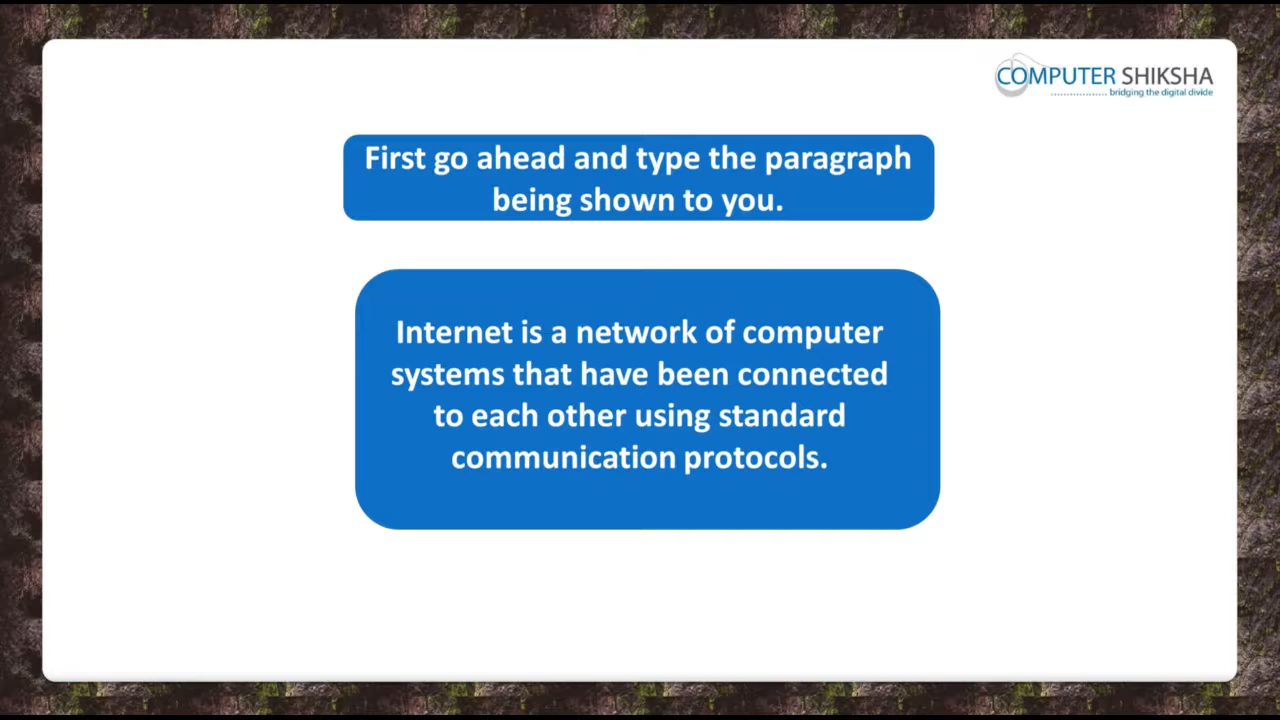 COMPUTER SHIKSHA
bridging the digital divide
First go ahead and type the paragraph
being shown to you.
Internet is a network of computer
systems that have been connected
to each other using standard
communication protocols.